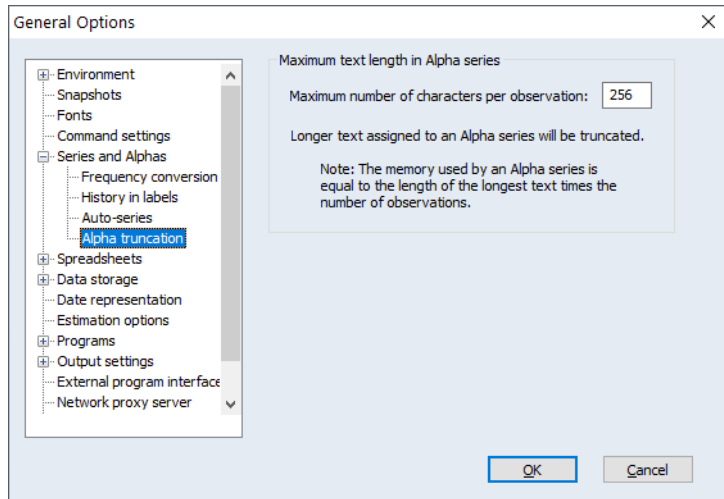 General Options
Environment
Snapshots
Fonts
Command settings
Series and Alphas
Frequency conversion
History in labels
Auto-series
Alpha truncation
Spreadsheets
Data storage
Date representation
Estimation options
Programs
Output settings
External program interface
Network proxy server
Maximum text length in Alpha series
Maximum number of characters per observation: 256
Longer text assigned to an Alpha series will be truncated.
Note: The memory used by an Alpha series is
equal to the length of the longest text times the
number of observations.
OK
Cancel